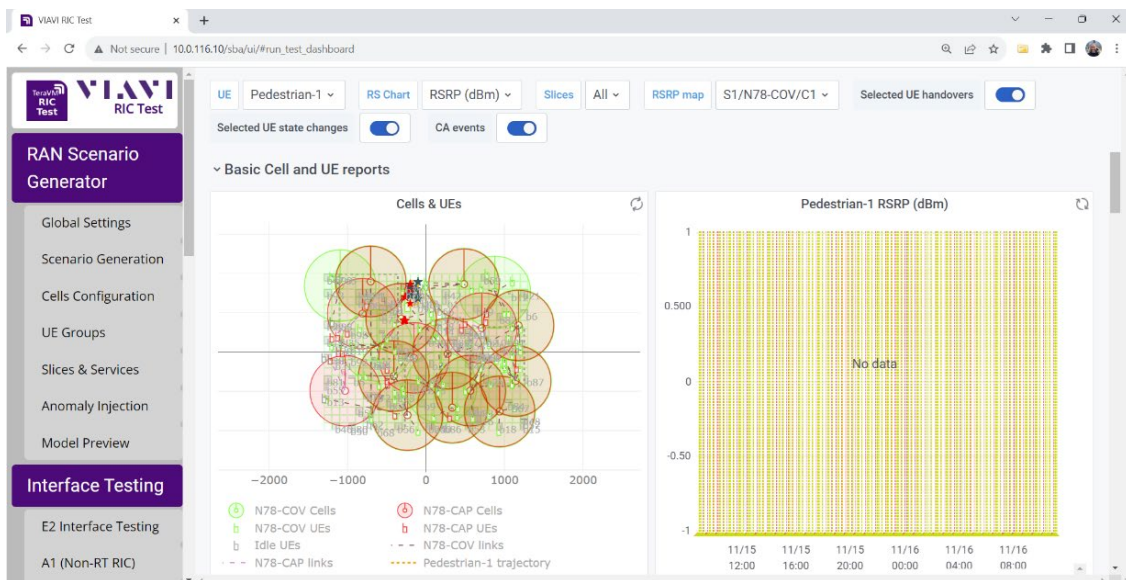 VIAVI RIC Test
Not secure | 10.0.116.10/sba/ui/#run_test_dashboard
TeraVM
RIC
Test
VIAVI
RIC Test
RAN Scenario
Generator
Global Settings
Scenario Generation
Cells Configuration
UE Groups
Slices & Services
Anomaly Injection
Model Preview
Interface Testing
E2 Interface Testing
A1 (Non-RT RIC)
UE Pedestrian-1 RS Chart RSRP (dBm) Slices All RSRP map S1/N78-COV/C1 Selected UE handovers
Selected UE state changes CA events
Basic Cell and UE reports
Cells & UEs
b6
b87
b18
b15
−2000 −1000 0 1000 2000
N78-COV Cells N78-CAP Cells
N78-COV UEs N78-CAP UEs
Idle UEs N78-COV links
N78-CAP links Pedestrian-1 trajectory
Pedestrian-1 RSRP (dBm)
1
0.500
0
-0.50
-1
No data
11/15 11/15 11/15 11/16 11/16 11/16
12:00 16:00 20:00 00:00 04:00 08:00